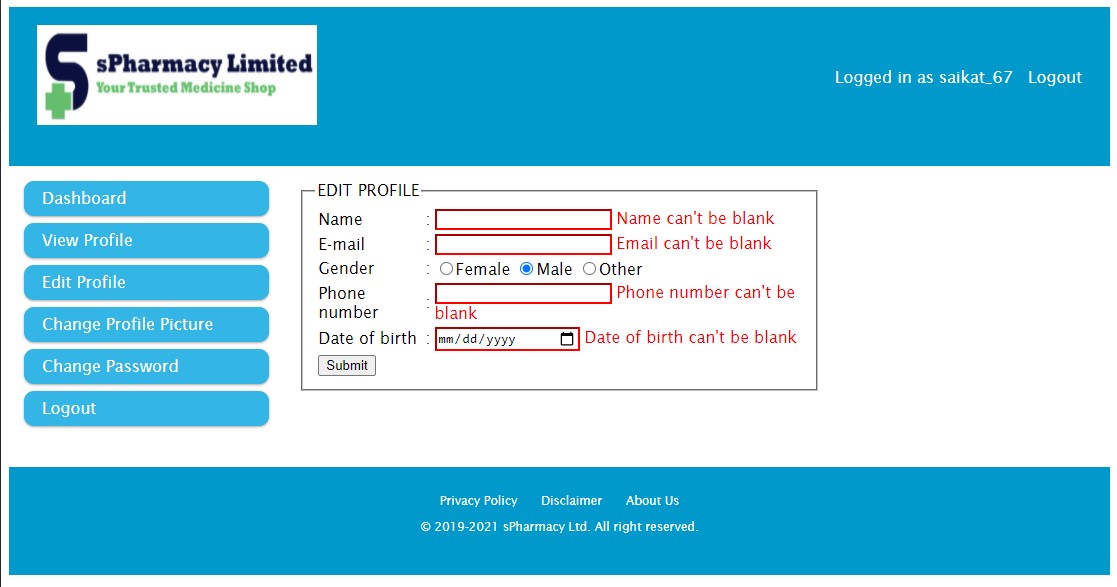 sPharmacy Limited
Your Trusted Medicine Shop
Logged in as saikat_67 Logout
Dashboard
View Profile
Edit Profile
Change Profile Picture
Change Password
Logout
EDIT PROFILE
Name : Name can't be blank
E-mail : Email can't be blank
Gender : Female Male Other
Phone number : Phone number can't be
blank
Date of birth : mm/dd/yyyy Date of birth can't be blank
Submit
Privacy Policy Disclaimer About Us
© 2019-2021 sPharmacy Ltd. All right reserved.